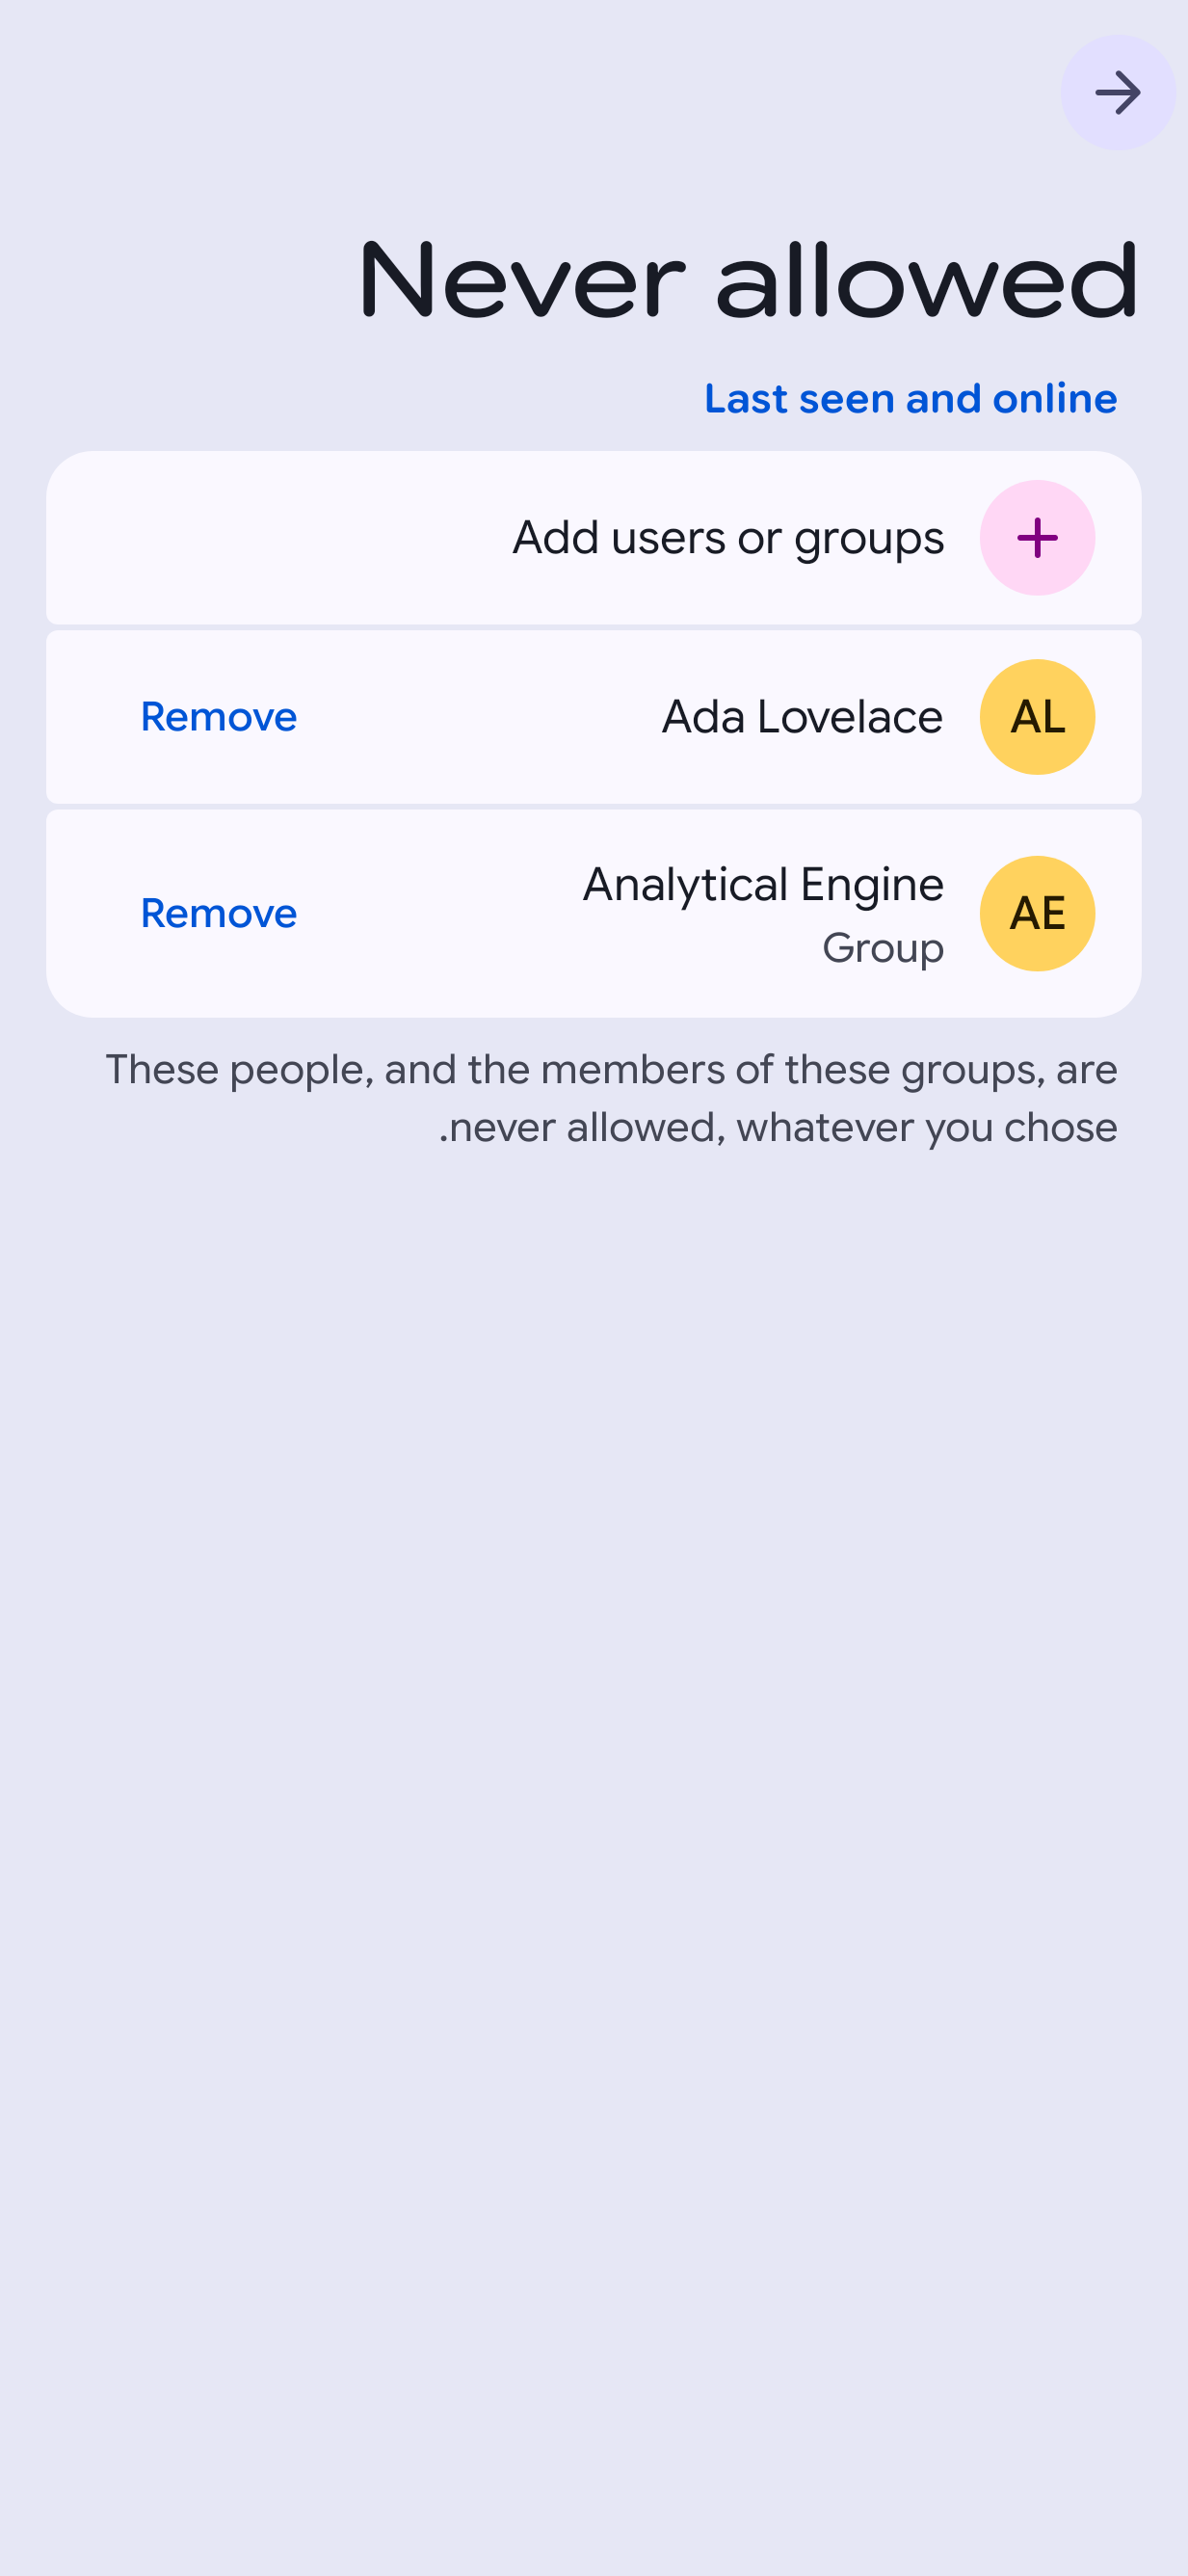 Never allowed
Last seen and online
Add users or groups
AL
Ada Lovelace
Remove
AE
Analytical Engine
Group
Remove
These people, and the members of these groups, are
.never allowed, whatever you chose